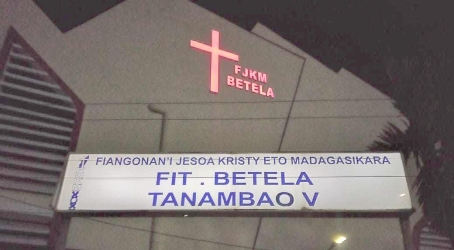 FJKM
BETELA
FIANGONAN'I JESOA KRISTY ETO MADAGASIKARA
FIT . BETELA
TANAMBAO V